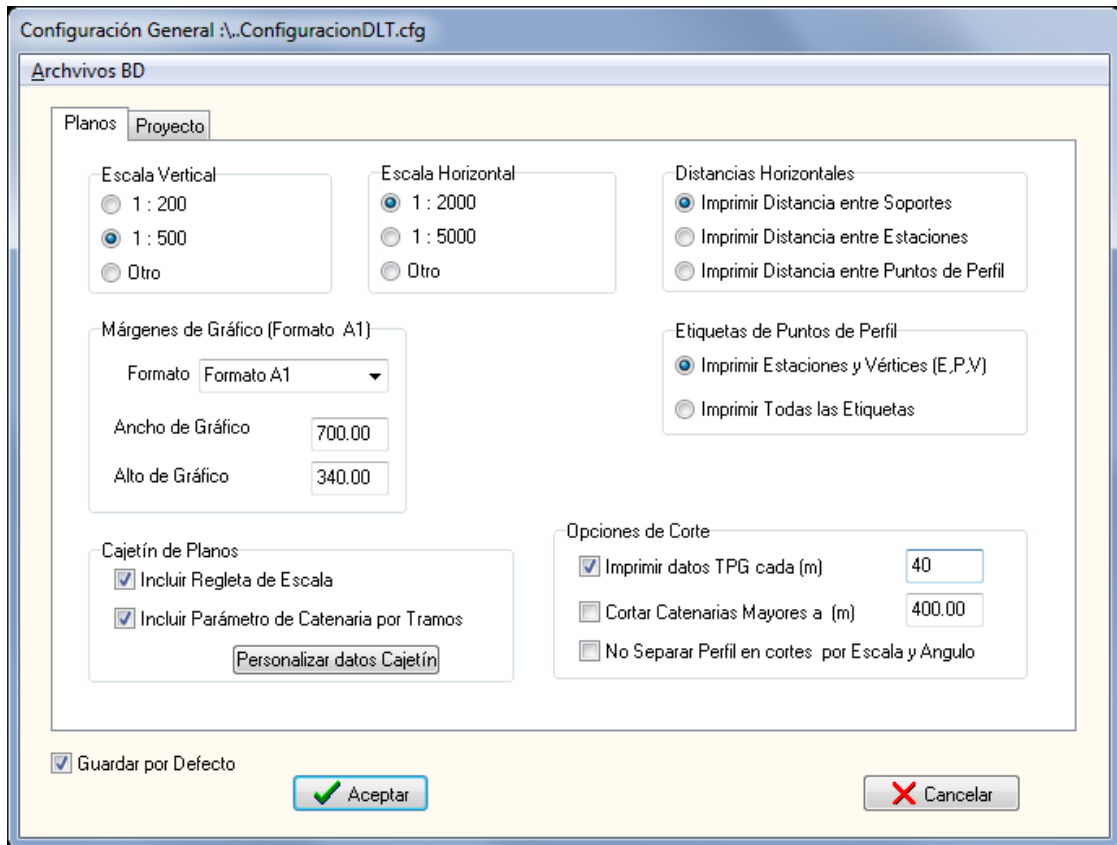 Configuración General :\..ConfiguracionDLT.cfg
Archvivos BD
Planos Proyecto
Escala Vertical
1 : 200
1 : 500
Otro
Escala Horizontal
1 : 2000
1 : 5000
Otro
Distancias Horizontales
Imprimir Distancia entre Soportes
Imprimir Distancia entre Estaciones
Imprimir Distancia entre Puntos de Perfil
Márgenes de Gráfico (Formato A1)
Formato Formato A1
Ancho de Gráfico 700.00
Alto de Gráfico 340.00
Etiquetas de Puntos de Perfil
Imprimir Estaciones y Vértices (E,P,V)
Imprimir Todas las Etiquetas
Cajetín de Planos
Incluir Regleta de Escala
Incluir Parámetro de Catenaria por Tramos
Personalizar datos Cajetín
Opciones de Corte
Imprimir datos TPG cada (m) 40
Cortar Catenarias Mayores a (m) 400.00
No Separar Perfil en cortes por Escala y Angulo
Guardar por Defecto
Aceptar Cancelar